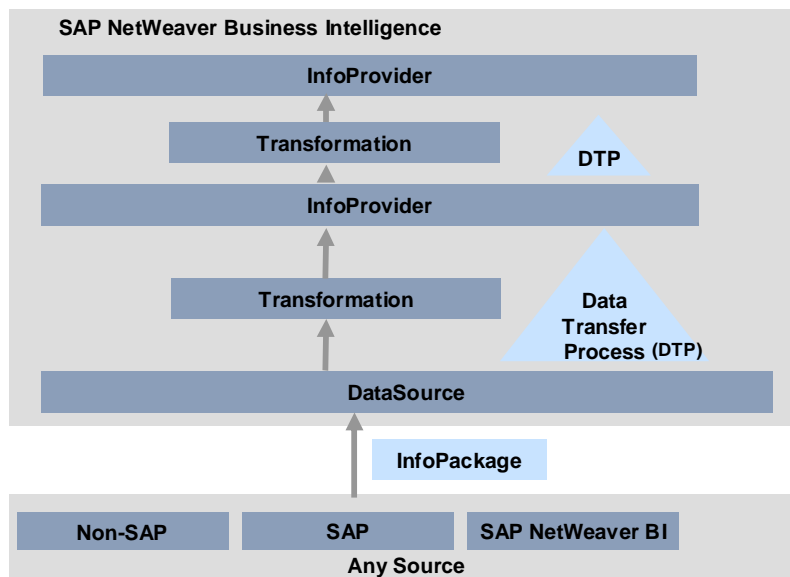 SAP NetWeaver Business Intelligence
InfoProvider
Transformation
DTP
InfoProvider
Transformation
Data
Transfer
Process (DTP)
DataSource
InfoPackage
Non-SAP
SAP
SAP NetWeaver BI
Any Source